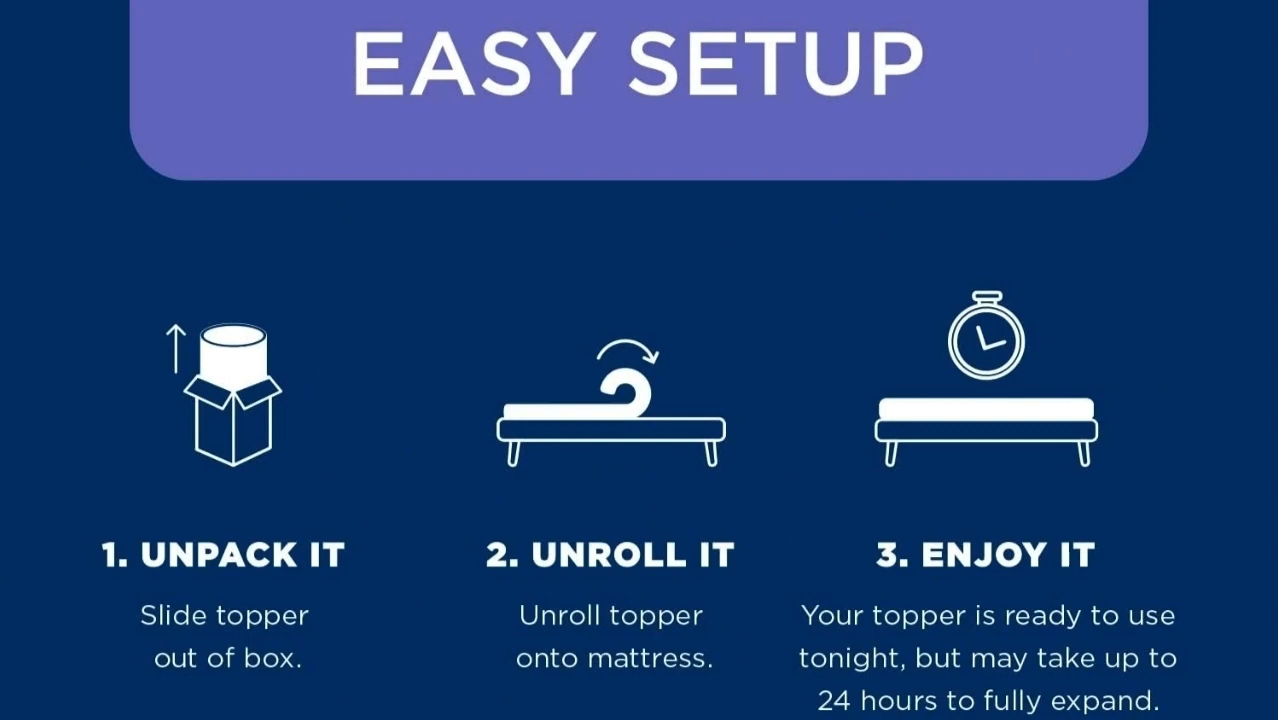 EASY SETUP
1. UNPACK IT
Slide topper
out of box.
2. UNROLL IT
Unroll topper
onto mattress.
3. ENJOY IT
Your topper is ready to use
tonight, but may take up to
24 hours to fully expand.